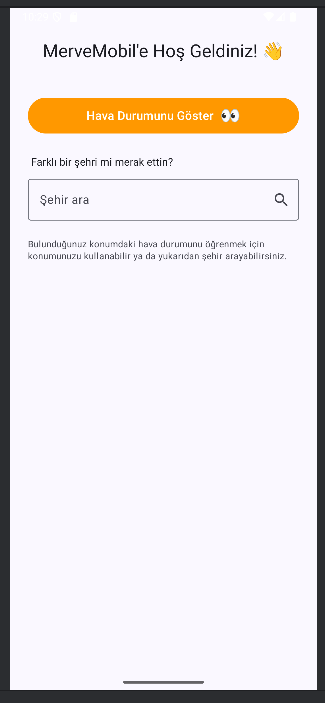 MerveMobil'e Hoş Geldiniz! 👋
Hava Durumunu Göster 👀
Farklı bir şehri mi merak ettin?
Şehir ara
Bulunduğunuz konumdaki hava durumunu öğrenmek için
konumunuzu kullanabilir ya da yukarıdan şehir arayabilirsiniz.